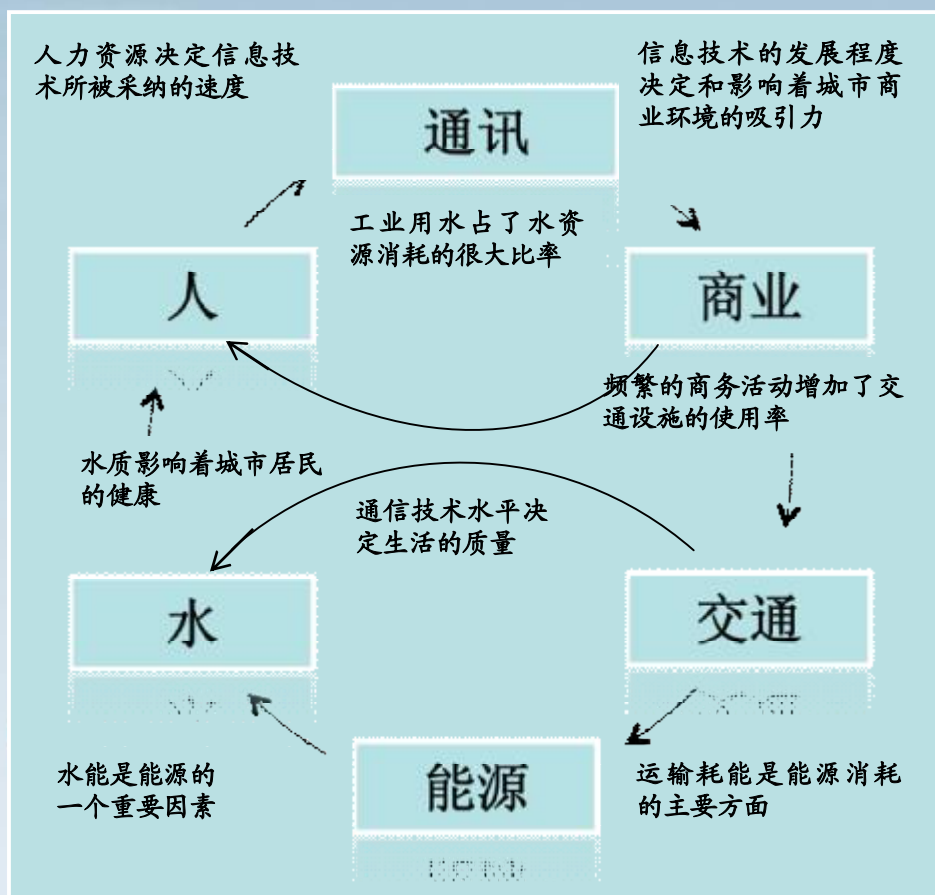 人力资源决定信息技
术所被采纳的速度
信息技术的发展程度
决定和影响着城市商
业环境的吸引力
通讯
工业用水占了水资
源消耗的很大比率
人
商业
频繁的商务活动增加了交
通设施的使用率
水质影响着城市居民
的健康
通信技术水平决
定生活的质量
水
交通
能源
水能是能源的
一个重要因素
运输耗能是能源消耗
的主要方面